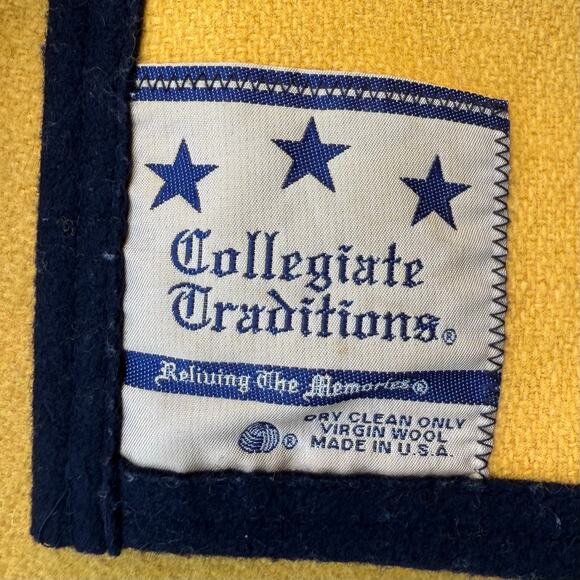 Collegiate
Traditions®
Reliving The Memories®
DRY CLEAN ONLY
VIRGIN WOOL
® MADE IN U.S.A.